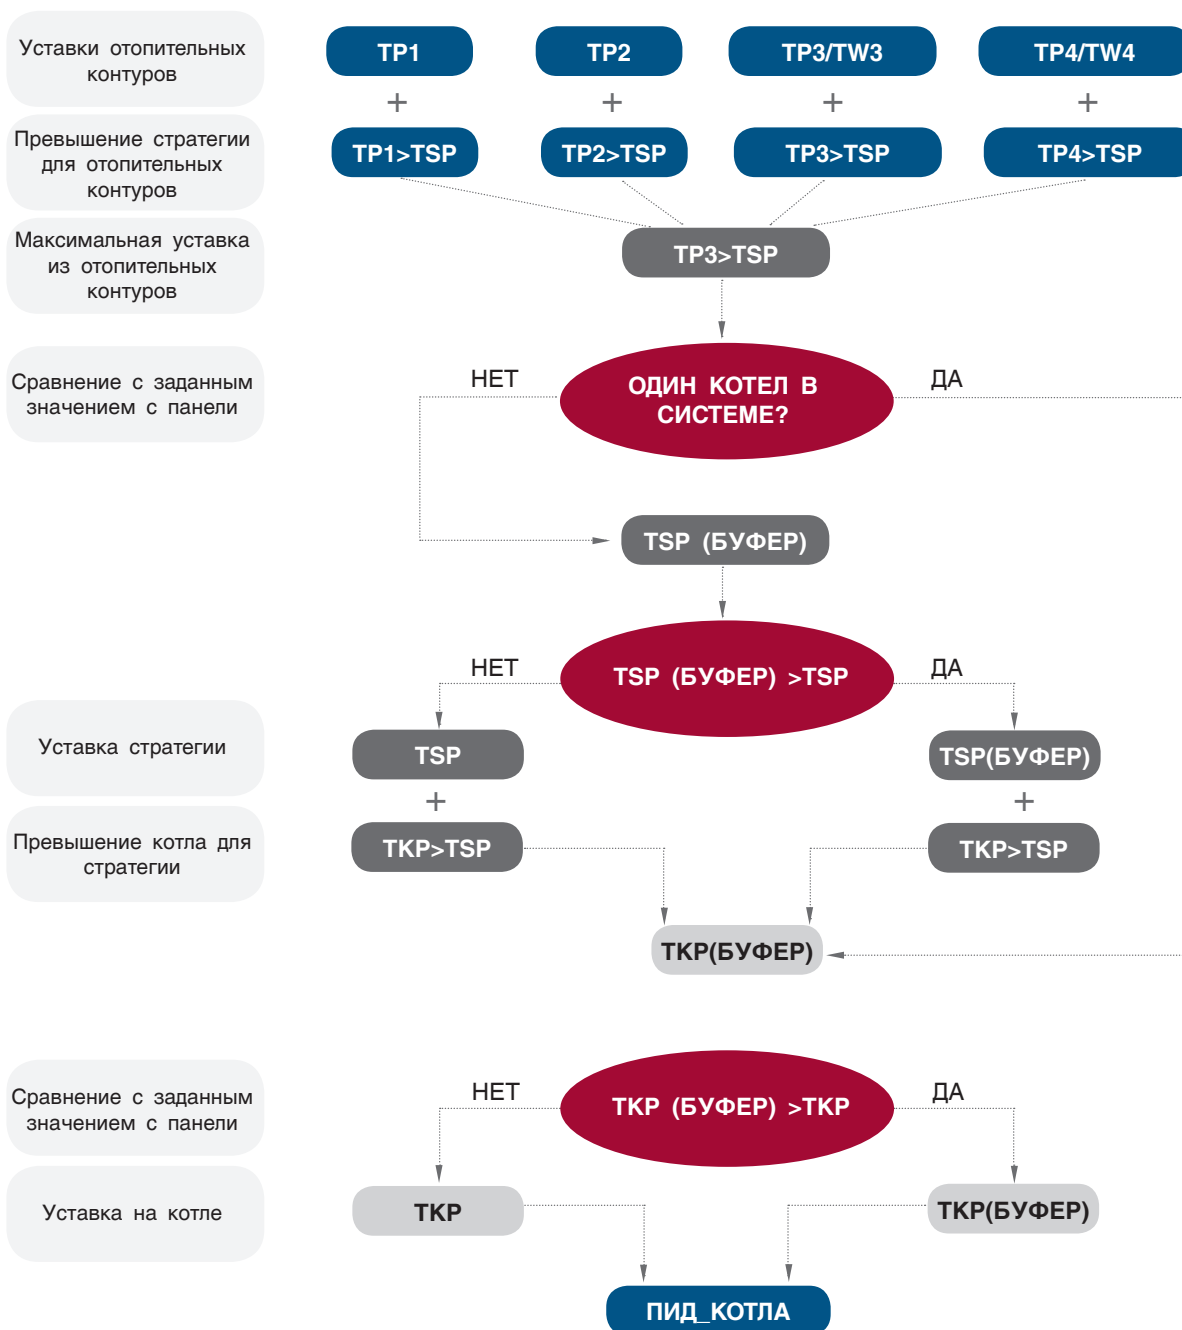 Уставки отопительных
контуров
TP1
TP2
TP3/TW3
TP4/TW4
+
+
+
+
Превышение стратегии
для отопительных
контуров
TP1>TSP
TP2>TSP
TP3>TSP
TP4>TSP
Максимальная уставка
из отопительных
контуров
TP3>TSP
Сравнение с заданным
значением с панели
НЕТ
ОДИН КОТЕЛ В
СИСТЕМЕ?
ДА
TSP (БУФЕР)
НЕТ
TSP (БУФЕР) >TSP
ДА
Уставка стратегии
TSP
TSP(БУФЕР)
+
+
Превышение котла для
стратегии
TKP>TSP
TKP>TSP
TKP(БУФЕР)
Сравнение с заданным
значением с панели
НЕТ
TKP (БУФЕР) >TKP
ДА
Уставка на котле
TKP
TKP(БУФЕР)
ПИД_КОТЛА